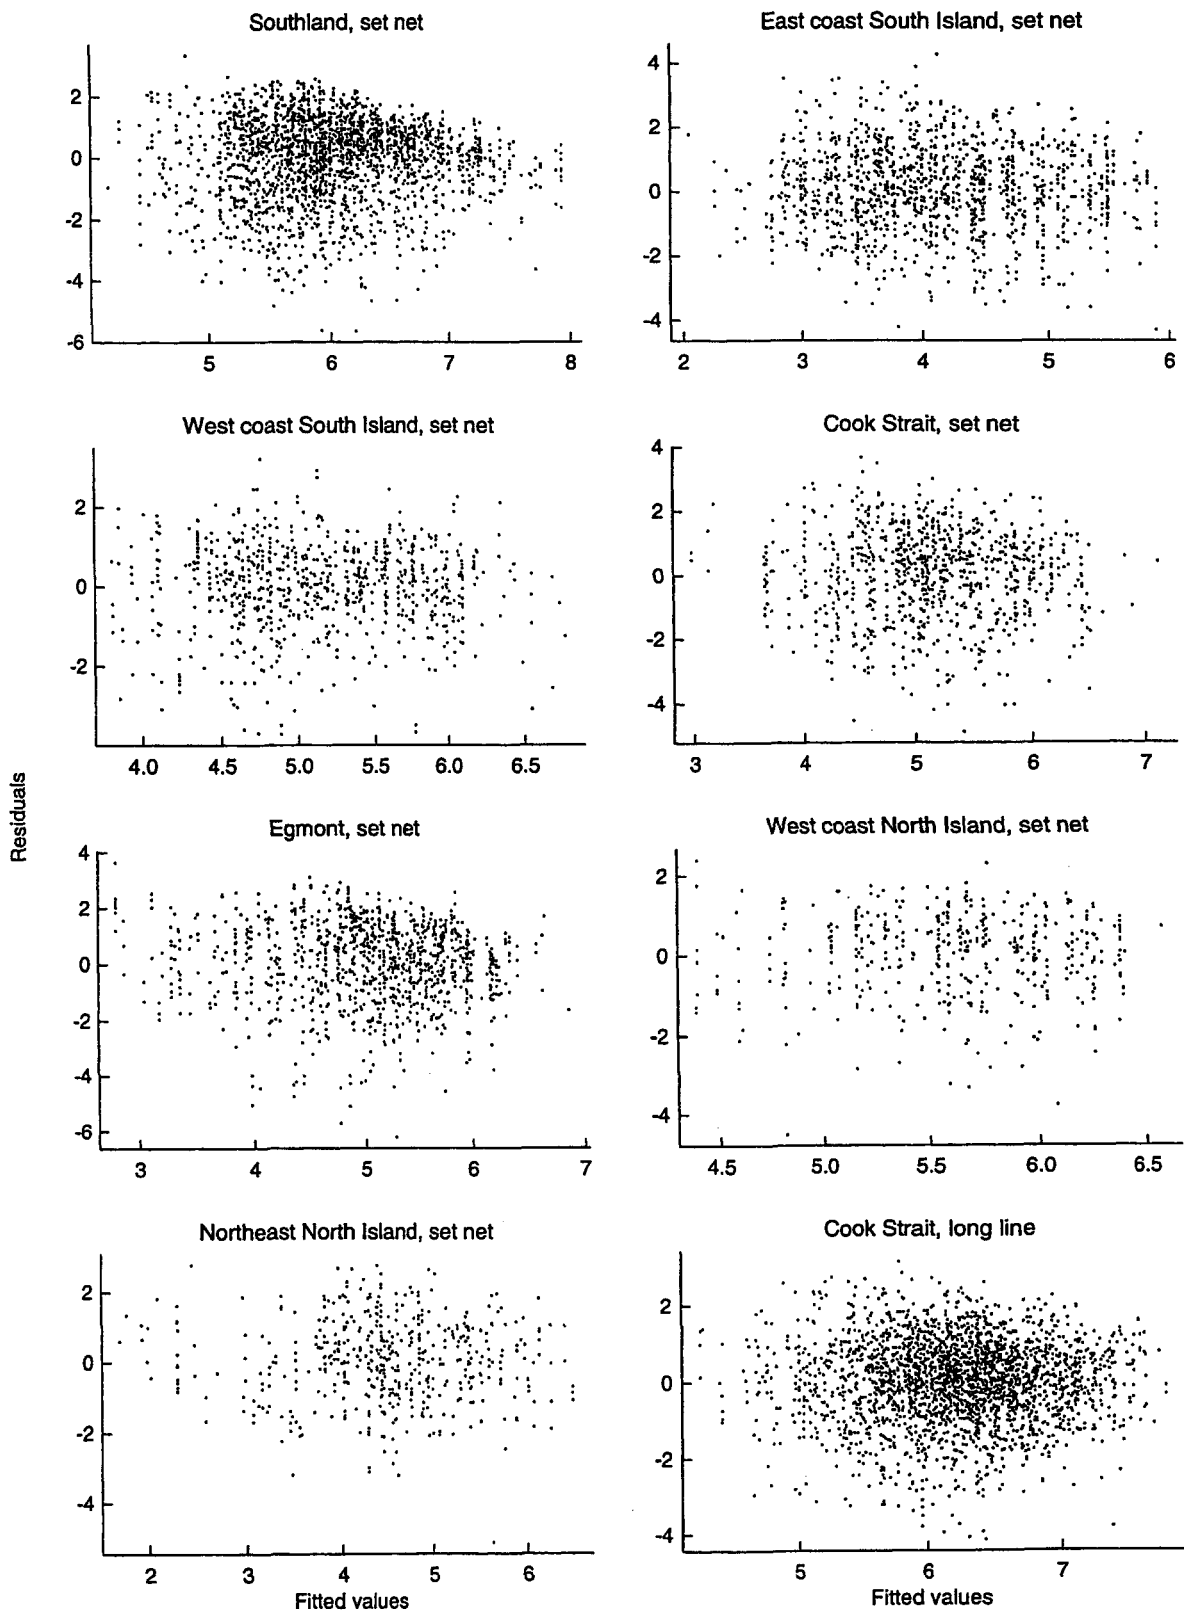 Southland, set net
2
0
-2
-4
-6
5 6 7 8
East coast South Island, set net
4
2
0
-2
-4
2 3 4 5 6
West coast South Island, set net
2
0
-2
4.0 4.5 5.0 5.5 6.0 6.5
Cook Strait, set net
4
2
0
-2
-4
3 4 5 6 7
Residuals
Egmont, set net
4
2
0
-2
-4
-6
3 4 5 6 7
West coast North Island, set net
2
0
-2
-4
4.5 5.0 5.5 6.0 6.5
Northeast North Island, set net
2
0
-2
-4
2 3 4 5 6
Fitted values
Cook Strait, long line
2
0
-2
-4
5 6 7
Fitted values